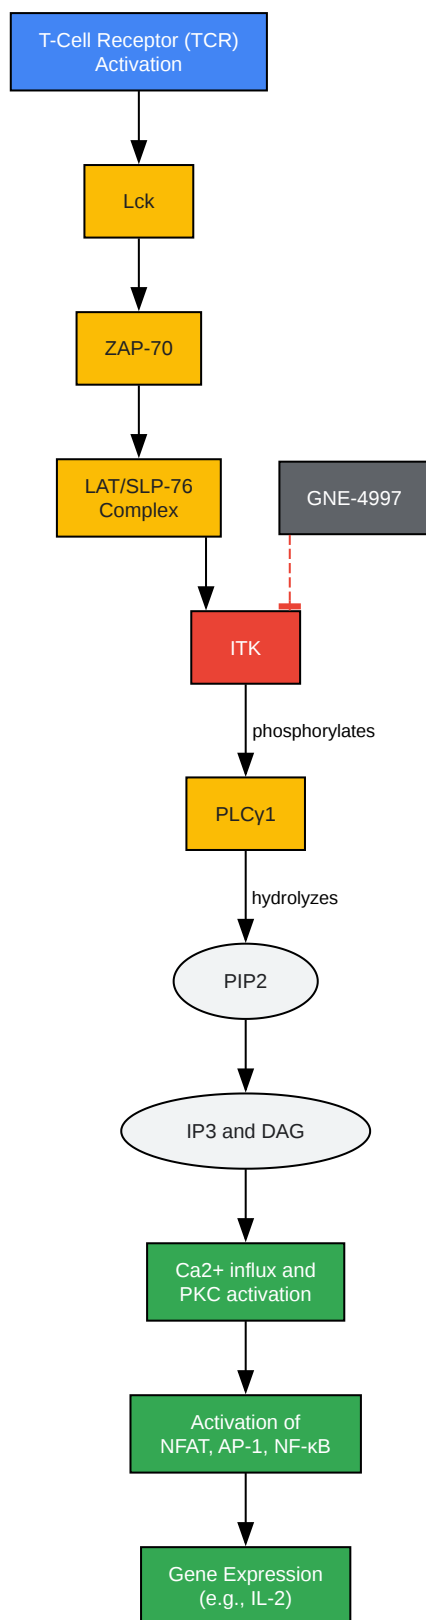 T-Cell Receptor (TCR)
Activation
Lck
ZAP-70
LAT/SLP-76
Complex
GNE-4997
ITK
phosphorylates
PLCγ1
hydrolyzes
PIP2
IP3 and DAG
Ca2+ influx and
PKC activation
Activation of
NFAT, AP-1, NF-κB
Gene Expression
(e.g., IL-2)